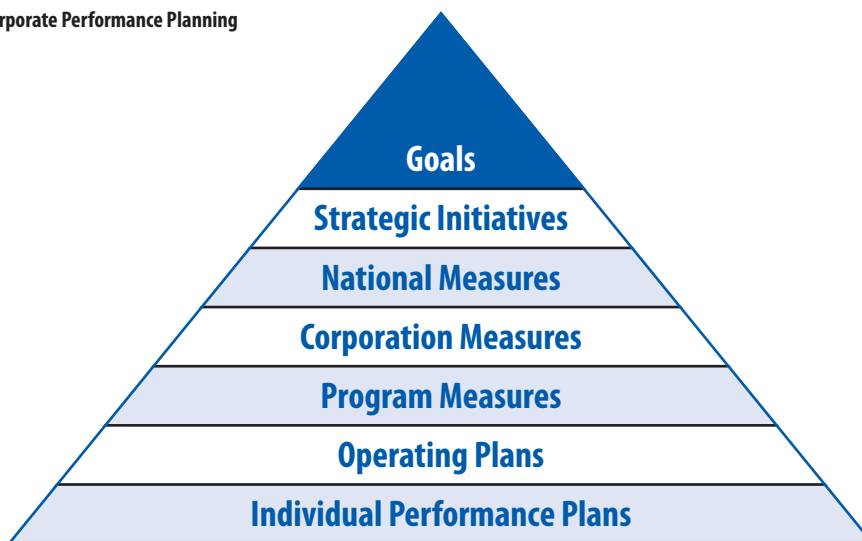 rporate Performance Planning
Goals
Strategic Initiatives
National Measures
Corporation Measures
Program Measures
Operating Plans
Individual Performance Plans